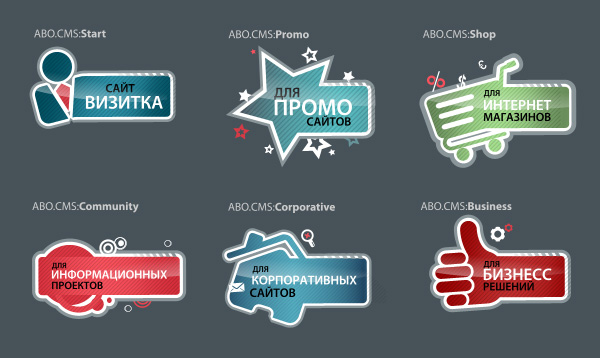 ABO.CMS:Start
САЙТ
ВИЗИТКА
ABO.CMS:Promo
ДЛЯ
ПРОМО
САЙТОВ
ABO.CMS:Shop
ДЛЯ
ИНТЕРНЕТ
МАГАЗИНОВ
ABO.CMS:Community
ДЛЯ
ИНФОРМАЦИОННЫХ
ПРОЕКТОВ
ABO.CMS:Corporative
ДЛЯ
КОРПОРАТИВНЫХ
САЙТОВ
ABO.CMS:Business
ДЛЯ
БИЗНЕСС
РЕШЕНИЙ